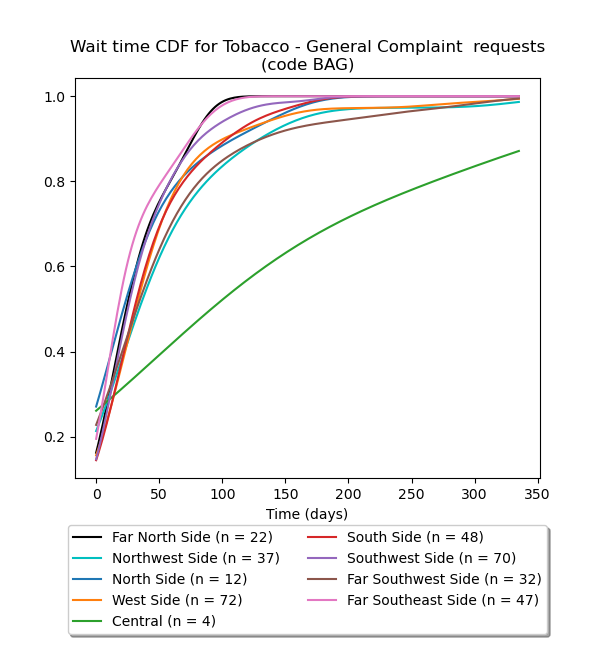 Wait time CDF for Tobacco - General Complaint  requests
(code BAG)
1.0
0.8
0.6
0.4
0.2
0 50 100 150 200 250 300 350
Time (days)
Far North Side (n = 22)
Northwest Side (n = 37)
North Side (n = 12)
West Side (n = 72)
Central (n = 4)
South Side (n = 48)
Southwest Side (n = 70)
Far Southwest Side (n = 32)
Far Southeast Side (n = 47)